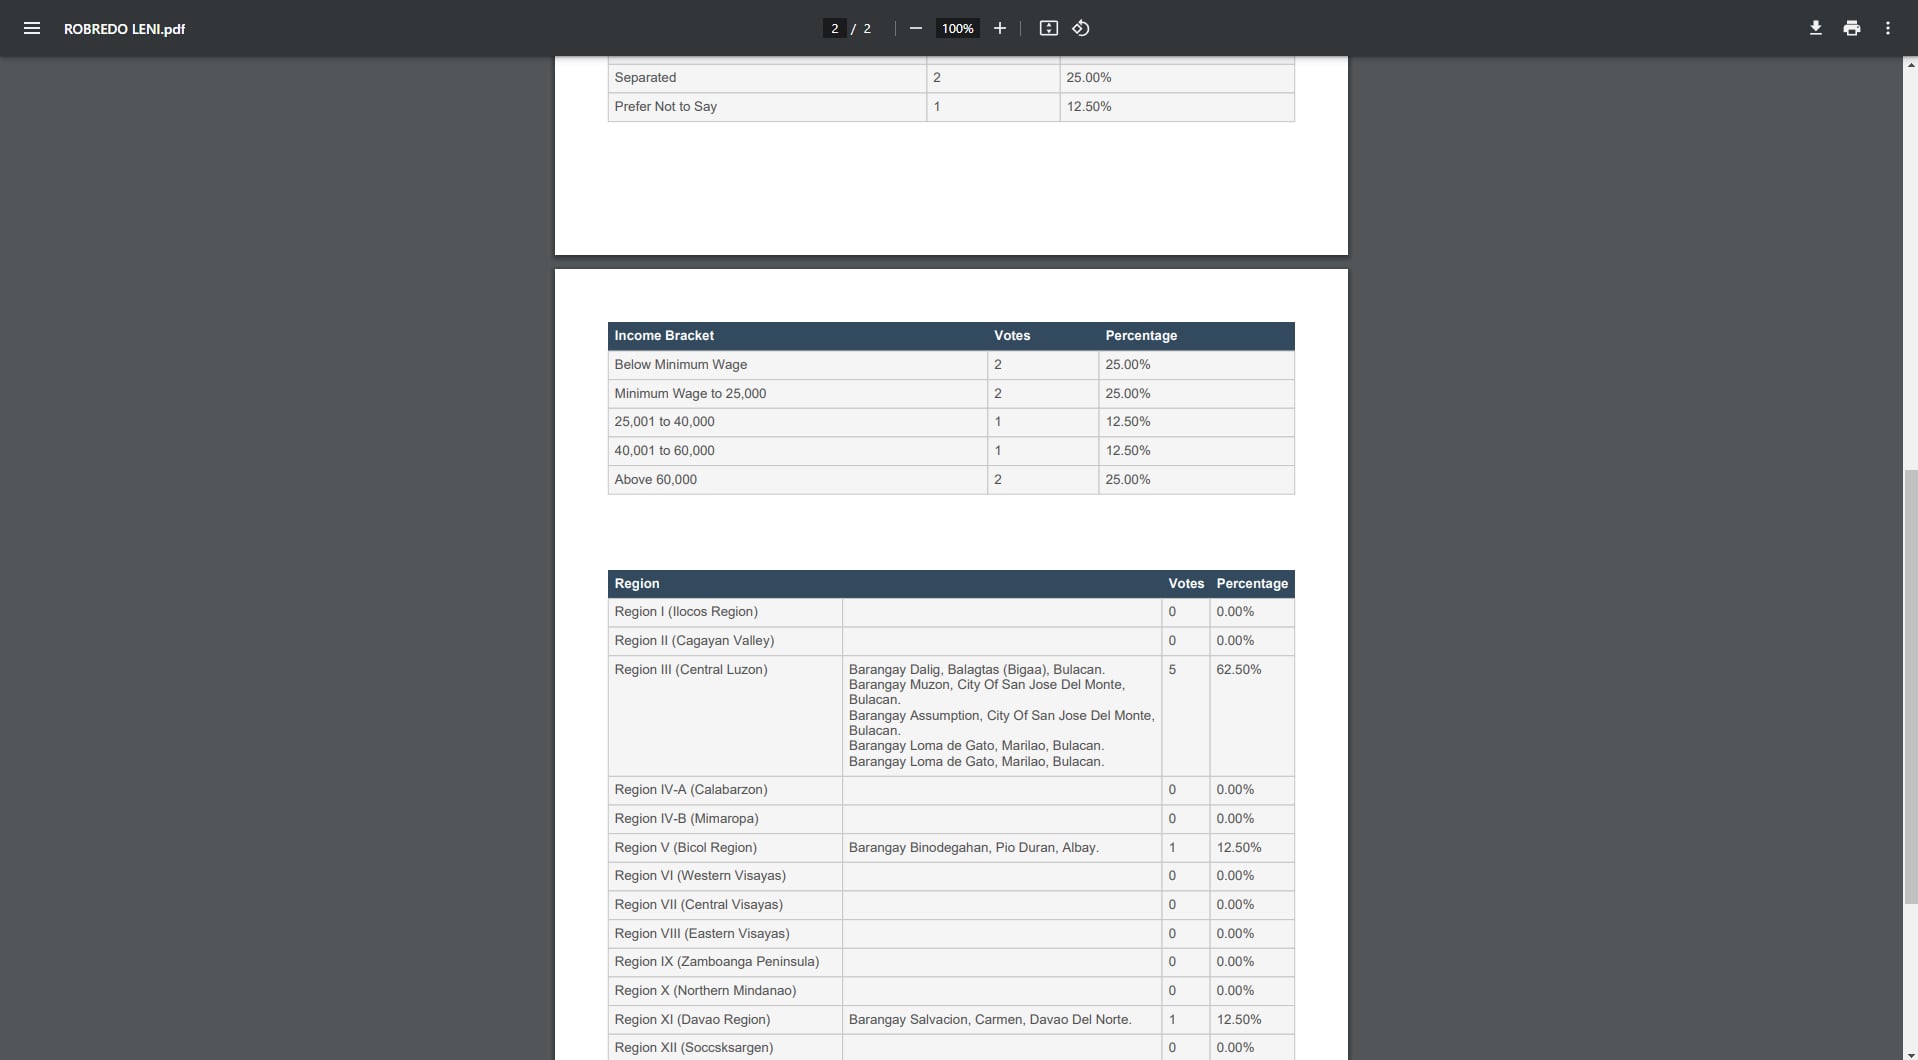 ROBREDO LENI.pdf 2 / 2 100%
Separated 2 25.00%
Prefer Not to Say 1 12.50%
Income Bracket Votes Percentage
Below Minimum Wage 2 25.00%
Minimum Wage to 25,000 2 25.00%
25,001 to 40,000 1 12.50%
40,001 to 60,000 1 12.50%
Above 60,000 2 25.00%
Region Votes Percentage
Region I (Ilocos Region) 0 0.00%
Region II (Cagayan Valley) 0 0.00%
Region III (Central Luzon) Barangay Dalig, Balagtas (Bigaa), Bulacan. 5 62.50%
Barangay Muzon, City Of San Jose Del Monte,
Bulacan.
Barangay Assumption, City Of San Jose Del Monte,
Bulacan.
Barangay Loma de Gato, Marilao, Bulacan.
Barangay Loma de Gato, Marilao, Bulacan.
Region IV-A (Calabarzon) 0 0.00%
Region IV-B (Mimaropa) 0 0.00%
Region V (Bicol Region) Barangay Binodegahan, Pio Duran, Albay. 1 12.50%
Region VI (Western Visayas) 0 0.00%
Region VII (Central Visayas) 0 0.00%
Region VIII (Eastern Visayas) 0 0.00%
Region IX (Zamboanga Peninsula) 0 0.00%
Region X (Northern Mindanao) 0 0.00%
Region XI (Davao Region) Barangay Salvacion, Carmen, Davao Del Norte. 1 12.50%
Region XII (Soccsksargen) 0 0.00%